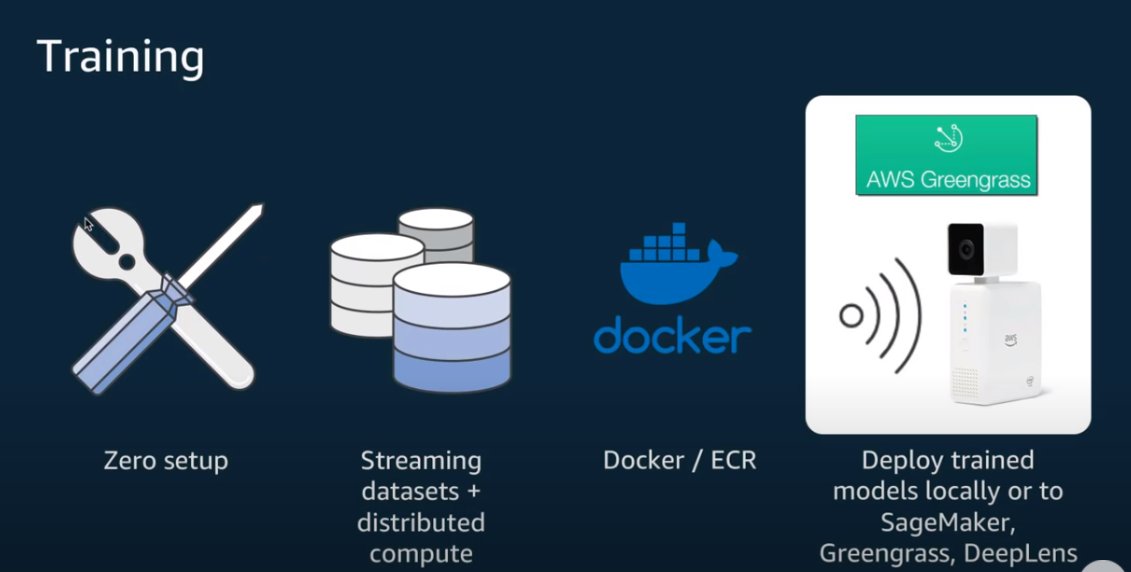 Training
AWS Greengrass
docker
aws
Zero setup
Streaming
datasets +
distributed
compute
Docker / ECR
Deploy trained
models locally or to
SageMaker,
Greengrass, DeepLens